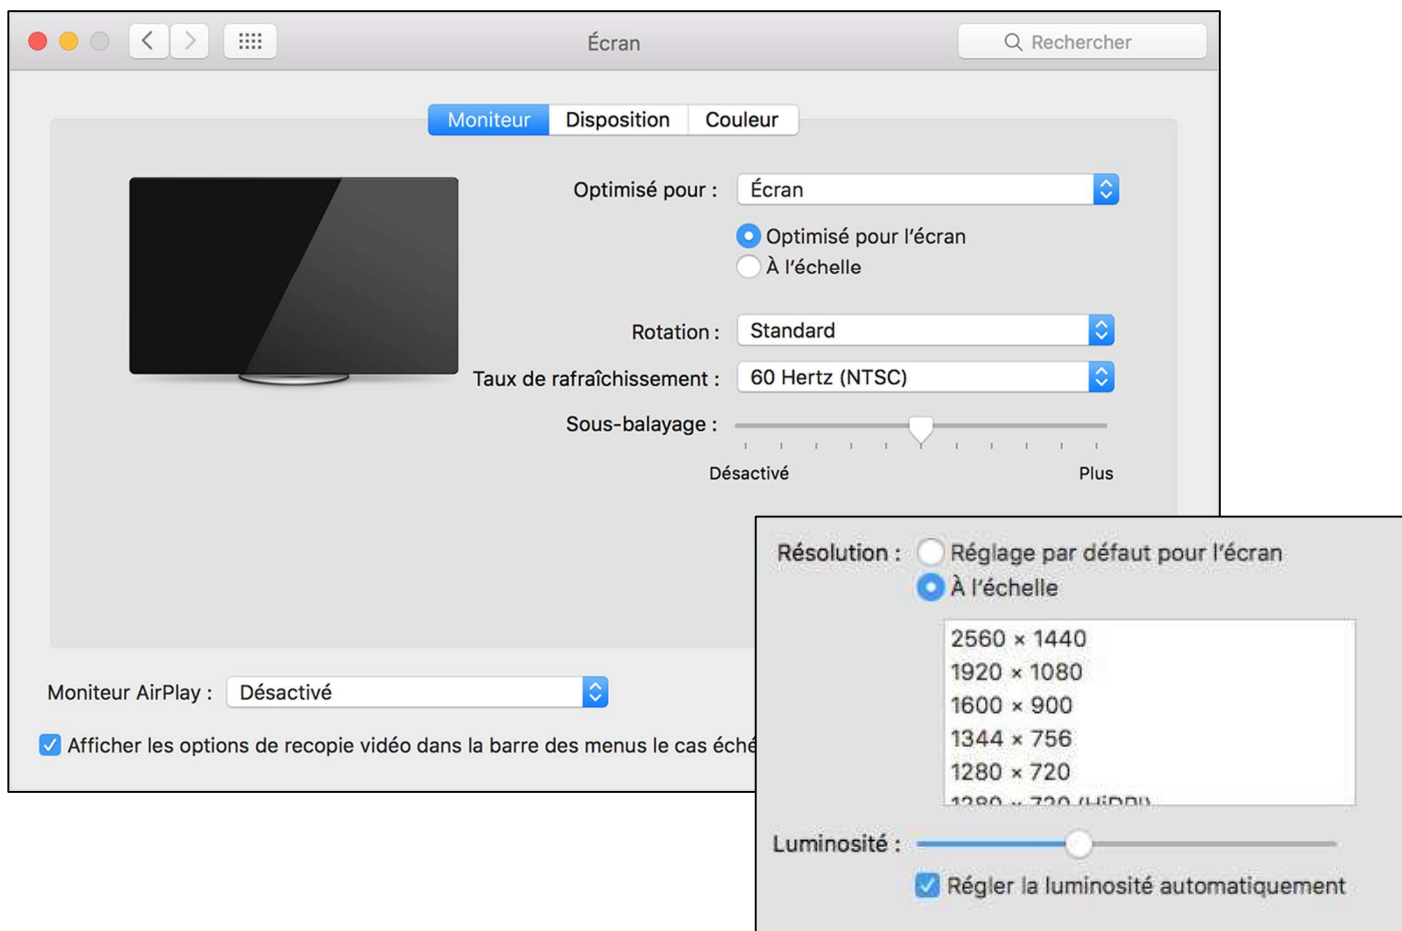 Écran
Rechercher
Moniteur Disposition Couleur
Optimisé pour : Écran
Optimisé pour l'écran
À l'échelle
Rotation : Standard
Taux de rafraîchissement : 60 Hertz (NTSC)
Sous-balayage :
Désactivé Plus
Moniteur AirPlay : Désactivé
Afficher les options de recopie vidéo dans la barre des menus le cas éché
Résolution : Réglage par défaut pour l'écran
À l'échelle
2560 × 1440
1920 × 1080
1600 × 900
1344 × 756
1280 × 720
1280 × 720 (HiDPI)
Luminosité :
Régler la luminosité automatiquement